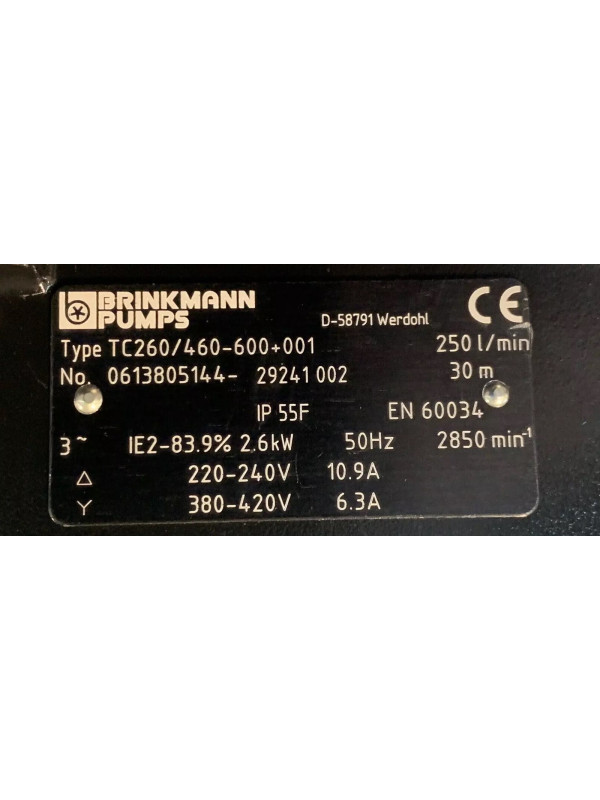 BRINKMANN
PUMPS
D-58791 Werdohl
CE
Type TC260/460-600+001 250 l/min
No. 0613805144- 29241 002 30 m
IP 55F EN 60034
3~ IE2-83.9% 2.6kW 50Hz 2850 min⁻¹
△ 220-240V 10.9A
Y 380-420V 6.3A